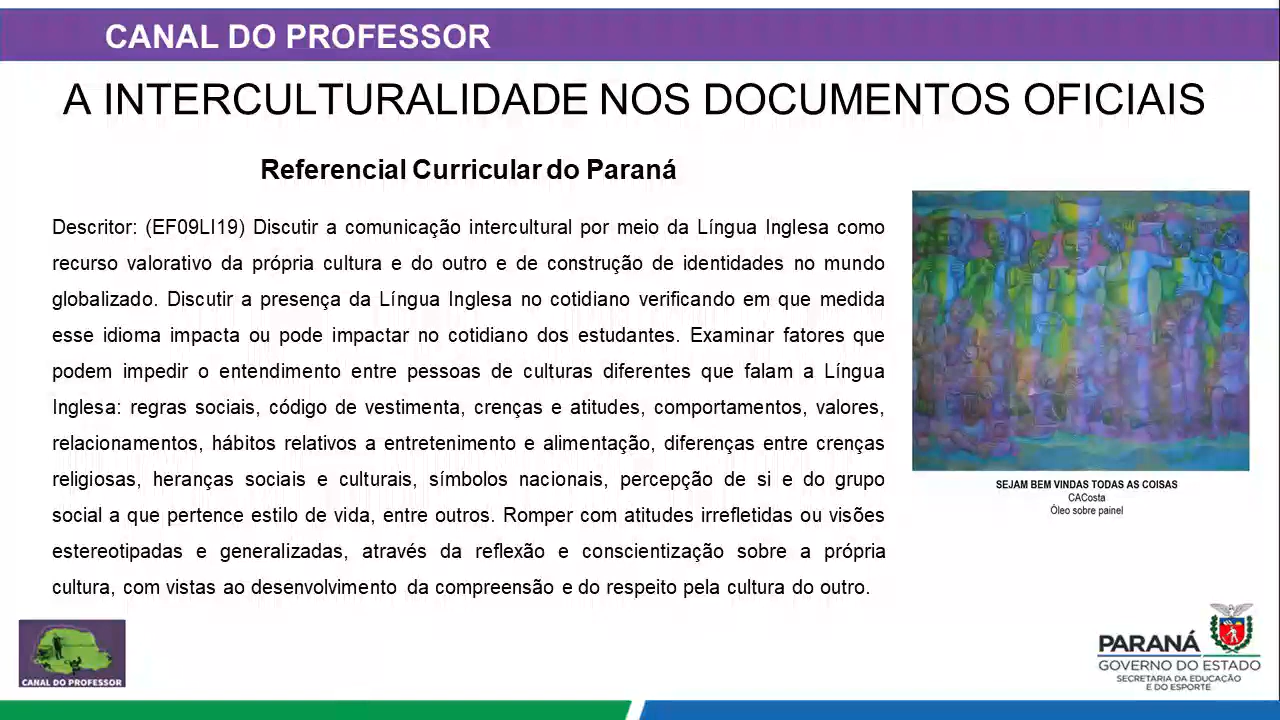 CANAL DO PROFESSOR
A INTERCULTURALIDADE NOS DOCUMENTOS OFICIAIS
Referencial Curricular do Paraná
Descritor: (EF09LI19) Discutir a comunicação intercultural por meio da Língua Inglesa como
recurso valorativo da própria cultura e do outro e de construção de identidades no mundo
globalizado. Discutir a presença da Língua Inglesa no cotidiano verificando em que medida
esse idioma impacta ou pode impactar no cotidiano dos estudantes. Examinar fatores que
podem impedir o entendimento entre pessoas de culturas diferentes que falam a Língua
Inglesa: regras sociais, código de vestimenta, crenças e atitudes, comportamentos, valores,
relacionamentos, hábitos relativos a entretenimento e alimentação, diferenças entre crenças
religiosas, heranças sociais e culturais, símbolos nacionais, percepção de si e do grupo
social a que pertence estilo de vida, entre outros. Romper com atitudes irrefletidas ou visões
estereotipadas e generalizadas, através da reflexão e conscientização sobre a própria
cultura, com vistas ao desenvolvimento da compreensão e do respeito pela cultura do outro.
SEJAM BEM VINDAS TODAS AS COISAS
CACosta
Óleo sobre painel
CANAL DO PROFESSOR
PARANÁ
GOVERNO DO ESTADO
SECRETARIA DA EDUCAÇÃO
E DO ESPORTE